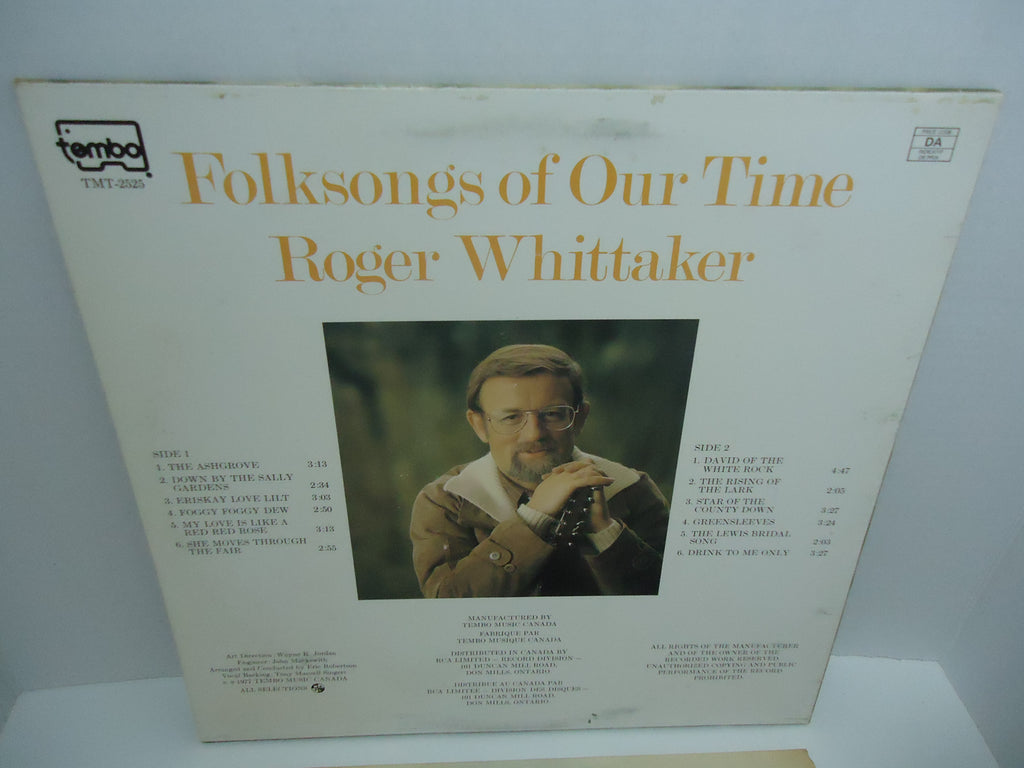 tembo
TMT-2525
DA
Folksongs of Our Time
Roger Whittaker
SIDE 1
1. THE ASHGROVE 3:13
2. DOWN BY THE SALLY
GARDENS 2:34
3. ERISKAY LOVE LILT 3:03
4. FOGGY FOGGY DEW 2:50
5. MY LOVE IS LIKE A
RED RED ROSE 3:13
6. SHE MOVES THROUGH
THE FAIR 2:55
SIDE 2
1. DAVID OF THE
WHITE ROCK 4:47
2. THE RISING OF
THE LARK 2:05
3. STAR OF THE
COUNTY DOWN 3:27
4. GREENSLEEVES 3:24
5. THE LEWIS BRIDAL
SONG 2:03
6. DRINK TO ME ONLY 3:27
MANUFACTURED BY
TEMBO MUSIC CANADA
FABRIQUE PAR
TEMBO MUSIQUE CANADA
DISTRIBUTED IN CANADA BY
RCA LIMITED – RECORD DIVISION –
101 DUNCAN MILL ROAD,
DON MILLS, ONTARIO
DISTRIBUE AU CANADA PAR
RCA LIMITEE – DIVISION DES DISQUES –
101 DUNCAN MILL ROAD,
DON MILLS, ONTARIO
Art Direction: Wayne R. Jordan
Engineer: John Mackswith
Arranged and Conducted by Eric Robertson
Vocal Backing, Tony Mansell Singers
1977 TEMBO MUSIC CANADA
ALL SELECTIONS
ALL RIGHTS OF THE MANUFACTURER
AND OF THE OWNER OF THE
RECORDED WORK RESERVED.
UNAUTHORIZED COPYING AND PUBLIC
PERFORMANCE OF THE RECORD
PROHIBITED.